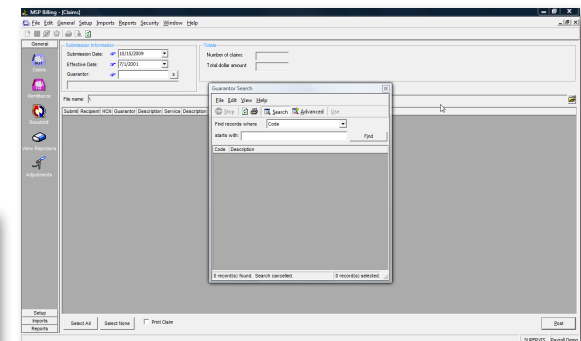 MSP Billing - [Claims]
File Edit General Setup Imports Reports Security Window Help
General
Claims
Remittance
Resubmit
View Rejections
Adjustments
Setup
Imports
Reports
Submission Information
Submission Date: 10/15/2009
Effective Date: 7/1/2001
Guarantor: x
Totals
Number of claims:
Total dollar amount
File name: \
Submit Recipient HCN Guarantor Description Service Description
Guarantor Search
File Edit View Help
Stop Search Advanced Use
Find records where Code
starts with: Find
Code Description
0 record(s) found. Search cancelled. 0 record(s) selected.
Select All Select None Print Claim Post
SUPERVIS Payroll Demo